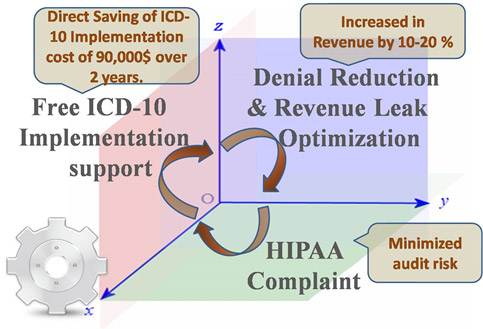 Direct Saving of ICD-
10 Implementation
cost of 90,000$ over
2 years.
Increased in
Revenue by 10-20 %
z
Free ICD-10
Implementation
support
Denial Reduction
& Revenue Leak
Optimization
O
y
HIPAA
Complaint
Minimized
audit risk
x